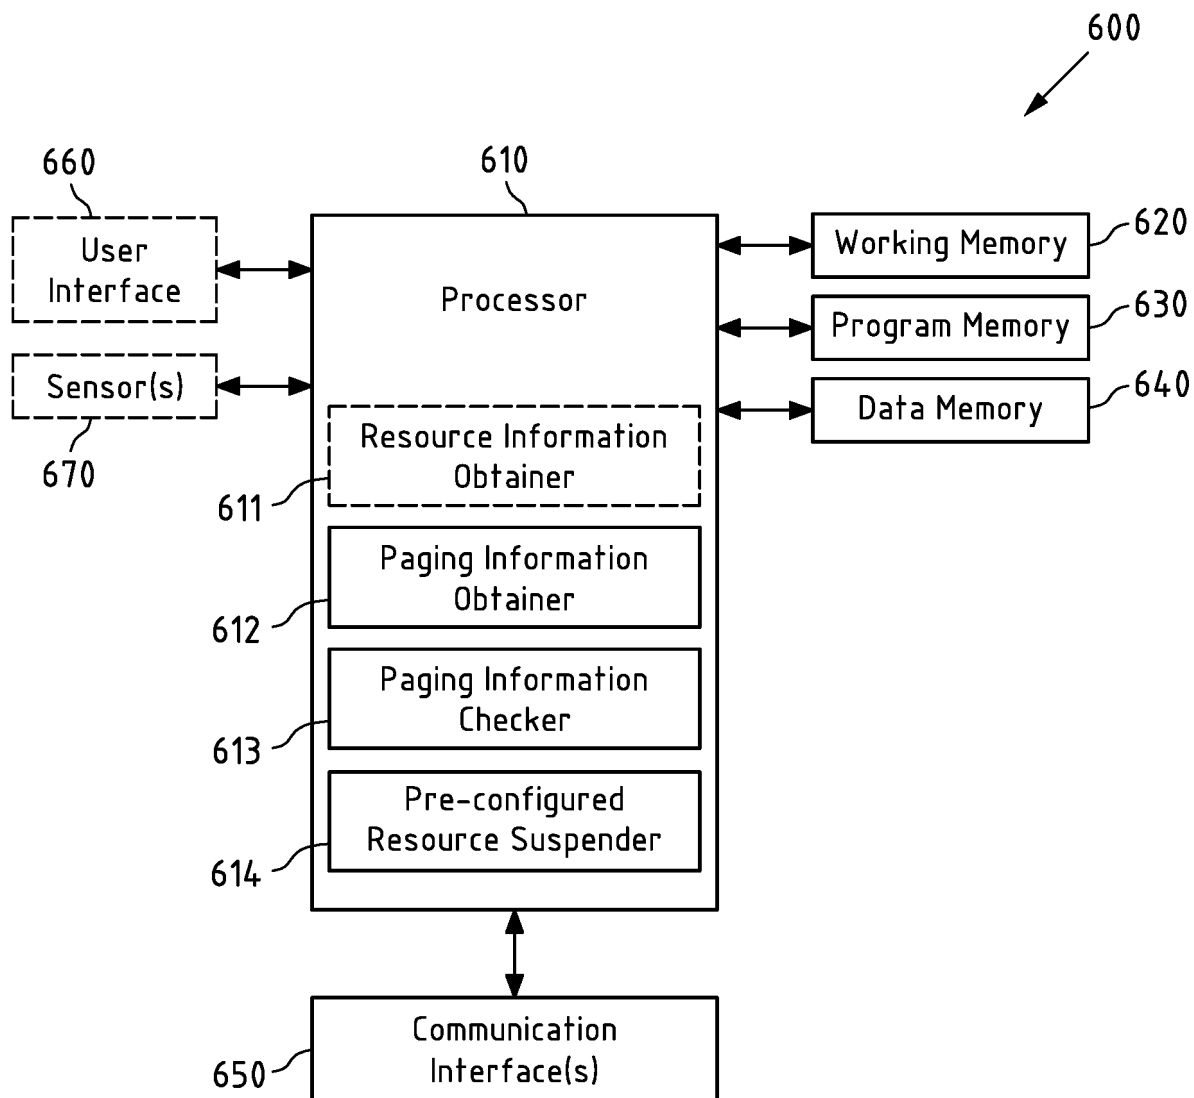 600
660
610
User
Interface
Working Memory
620
Processor
Program Memory
630
Sensor(s)
670
Data Memory
640
Resource Information
Obtainer
611
Paging Information
Obtainer
612
Paging Information
Checker
613
Pre-configured
Resource Suspender
614
Communication
Interface(s)
650